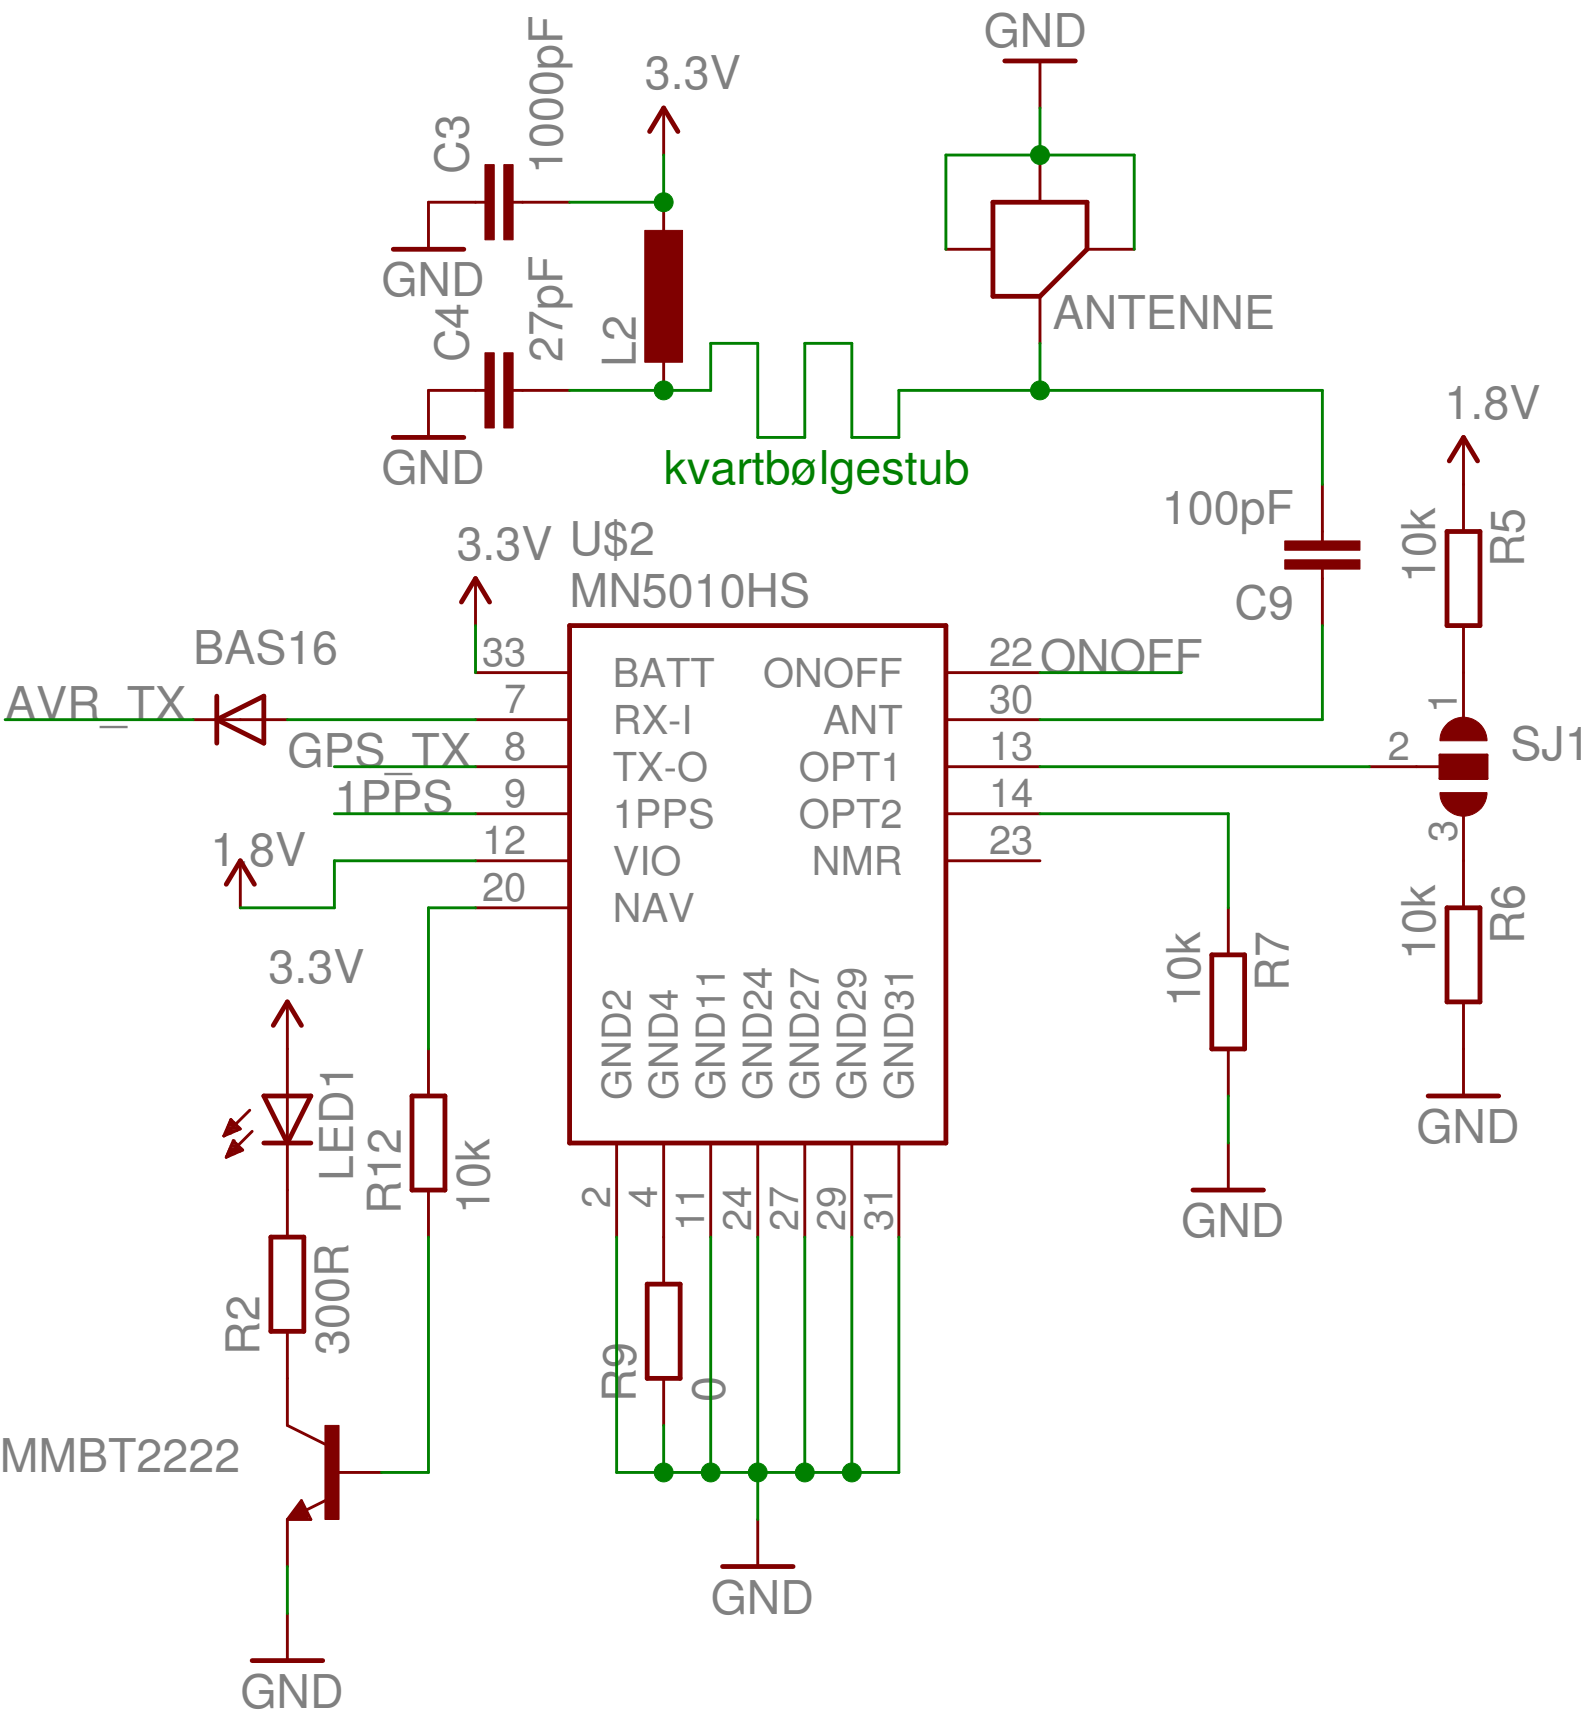 GND
3.3V
C3
1000pF
GND
C4
27pF
L2
GND
ANTENNE
kvartbølgestub
1.8V
100pF
C9
10k
R5
3.3V
U$2
MN5010HS
BAS16
AVR_TX
GPS_TX
1PPS
1.8V
33 BATT ONOFF 22 ONOFF
7 RX-I ANT 30
8 TX-O OPT1 13
9 1PPS OPT2 14
12 VIO NMR 23
20 NAV
1
2
3
SJ1
10k
R6
GND
10k
R7
GND
GND2
GND4
GND11
GND24
GND27
GND29
GND31
2
4
11
24
27
29
31
R9
0
GND
3.3V
LED1
R12
10k
R2
300R
MMBT2222
GND